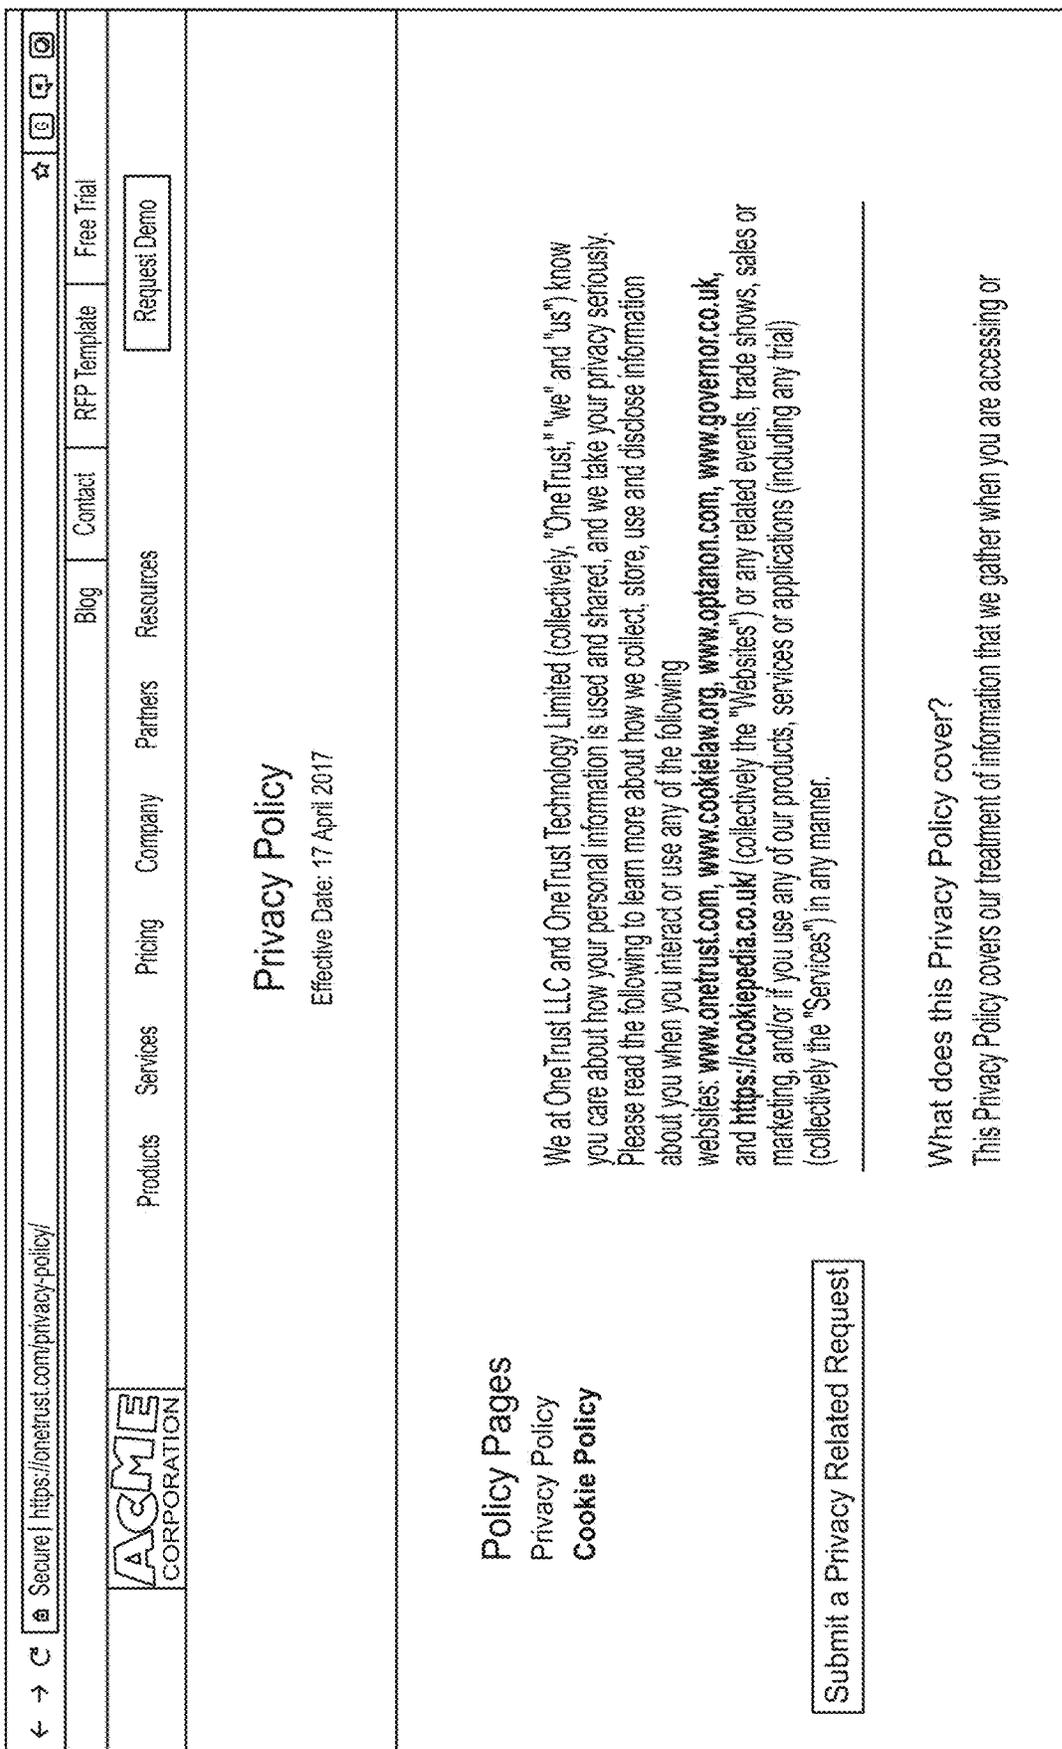 Secure | https://onetrust.com/privacy-policy/
Blog Contact RFP Template Free Trial
ACME
CORPORATION
Products Services Pricing Company Partners Resources
Request Demo
Privacy Policy
Effective Date: 17 April 2017
Policy Pages
Privacy Policy
Cookie Policy
Submit a Privacy Related Request
We at OneTrust LLC and OneTrust Technology Limited (collectively, "OneTrust," "we" and "us") know
you care about how your personal information is used and shared, and we take your privacy seriously.
Please read the following to learn more about how we collect, store, use and disclose information
about you when you interact or use any of the following
websites: www.onetrust.com, www.cookielaw.org, www.optanon.com, www.governor.co.uk,
and https://cookiepedia.co.uk/ (collectively the "Websites") or any related events, trade shows, sales or
marketing, and/or if you use any of our products, services or applications (including any trial)
(collectively the "Services") in any manner.
What does this Privacy Policy cover?
This Privacy Policy covers our treatment of information that we gather when you are accessing or